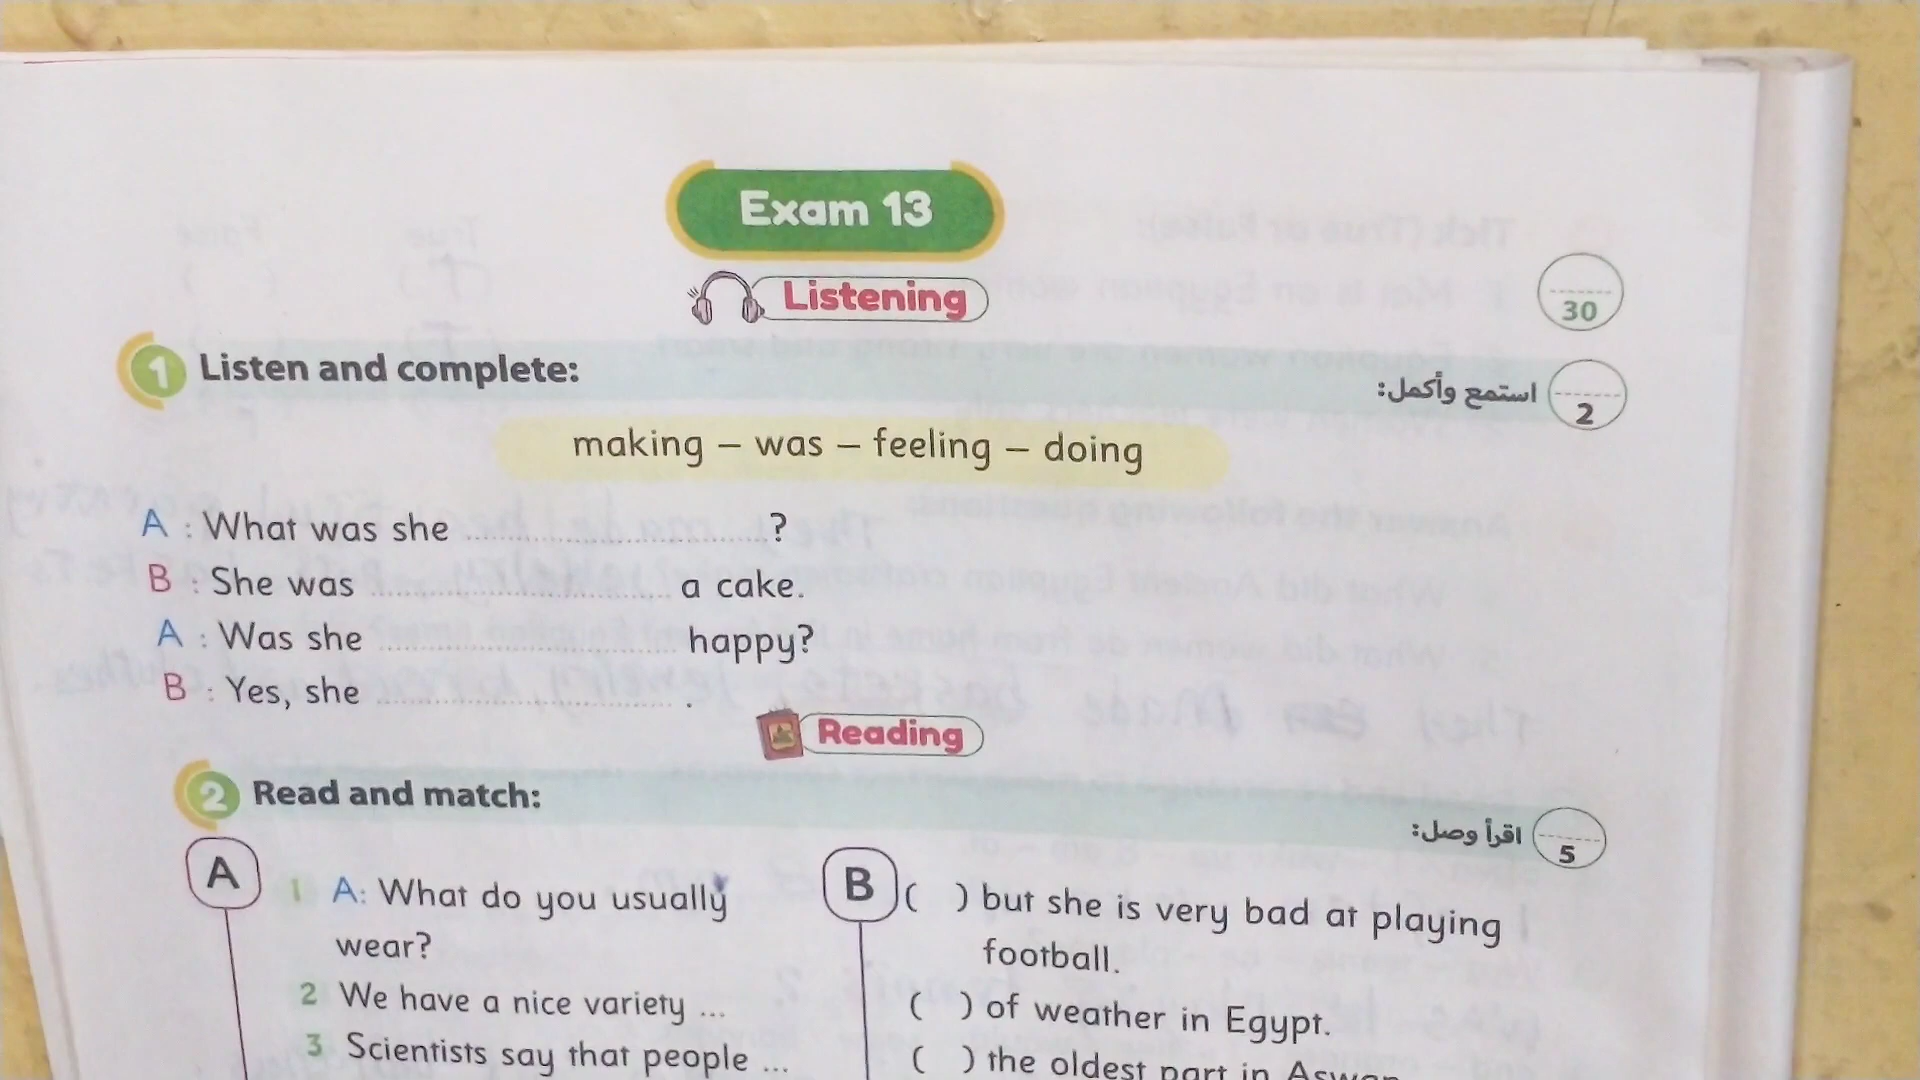 Exam 13
Listening
30
1 Listen and complete:
استمع وأكمل:
2
making – was – feeling – doing
A : What was she ............ ?
B : She was ............ a cake.
A : Was she ............ happy?
B : Yes, she ............ .
Reading
2 Read and match:
اقرأ وصل:
5
A
1 A: What do you usually
wear?
2 We have a nice variety ...
3 Scientists say that people ...
B
( ) but she is very bad at playing
football.
( ) of weather in Egypt.
( ) the oldest part in Aswan